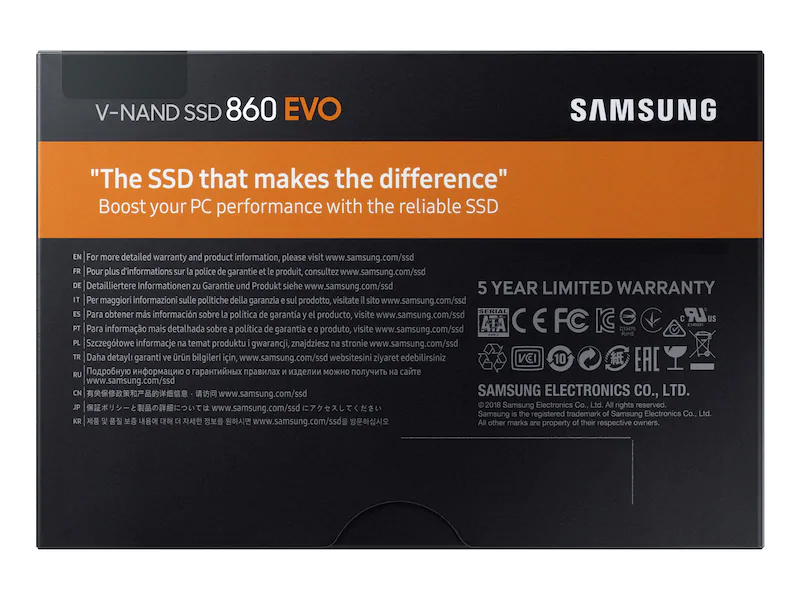 V-NAND SSD 860 EVO
SAMSUNG
"The SSD that makes the difference"
Boost your PC performance with the reliable SSD
EN For more detailed warranty and product information, please visit www.samsung.com/ssd
FR Pour plus d'informations sur la police de garantie et le produit, consultez www.samsung.com/ssd
DE Detailliertere Informationen zu Garantie und Produkt siehe www.samsung.com/ssd
IT Per maggiori informazioni sulle politiche della garanzia e sul prodotto, visitate il sito www.samsung.com/ssd
ES Para obtener más información sobre la política de garantía y el producto, visite www.samsung.com/ssd
PT Para informação mais detalhada sobre a política de garantia e o produto, visite www.samsung.com/ssd
PL Szczegółowe informacje na temat produktu i gwarancji, znajdziesz na stronie www.samsung.com/ssd
TR Daha detaylı garanti ve ürün bilgileri için, www.samsung.com/ssd websitesini ziyaret edebilirsiniz
RU Подробную информацию о гарантийных правилах и изделии можно получить на сайте
www.samsung.com/ssd
CN 有关保修政策和产品的详细信息,请访问 www.samsung.com/ssd
JP 保証ポリシーと製品の詳細については www.samsung.com/ssd にアクセスしてください
KR 제품 및 품질 보증 내용에 대해 더 자세한 정보를 원하시면 www.samsung.com/ssd을 방문하십시오
5 YEAR LIMITED WARRANTY
SERIAL ATA CE FC c UL US
VCI 10 EAC
SAMSUNG ELECTRONICS CO., LTD.
© 2018 Samsung Electronics Co., Ltd. All rights reserved.
Samsung is the registered trademark of Samsung Electronics Co., Ltd.
All other marks are property of their respective owners.